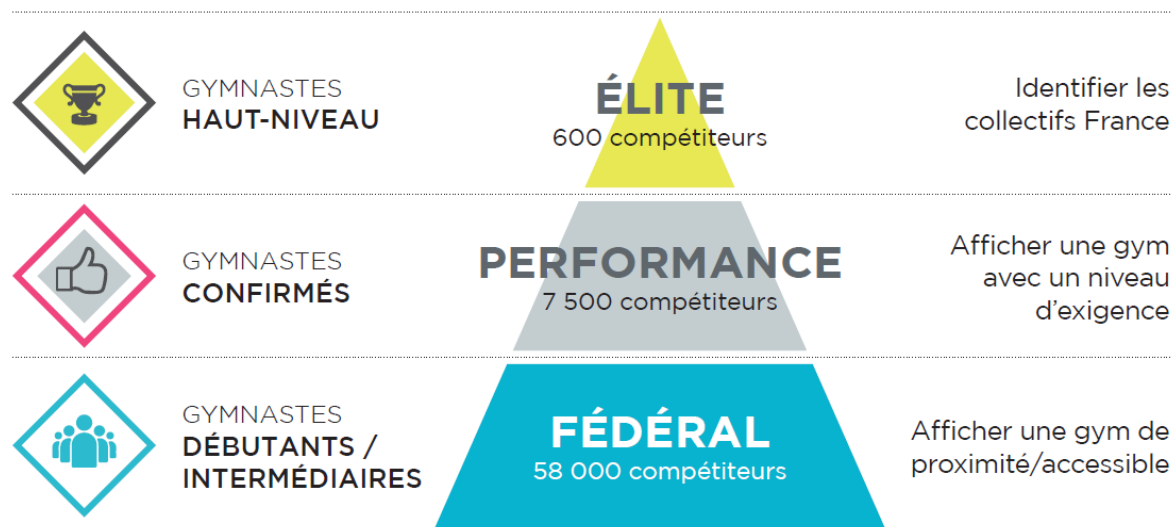 GYMNASTES
HAUT-NIVEAU
ÉLITE
600 compétiteurs
Identifier les
collectifs France
GYMNASTES
CONFIRMÉS
PERFORMANCE
7 500 compétiteurs
Afficher une gym
avec un niveau
d’exigence
GYMNASTES
DÉBUTANTS /
INTERMÉDIAIRES
FÉDÉRAL
58 000 compétiteurs
Afficher une gym de
proximité/accessible